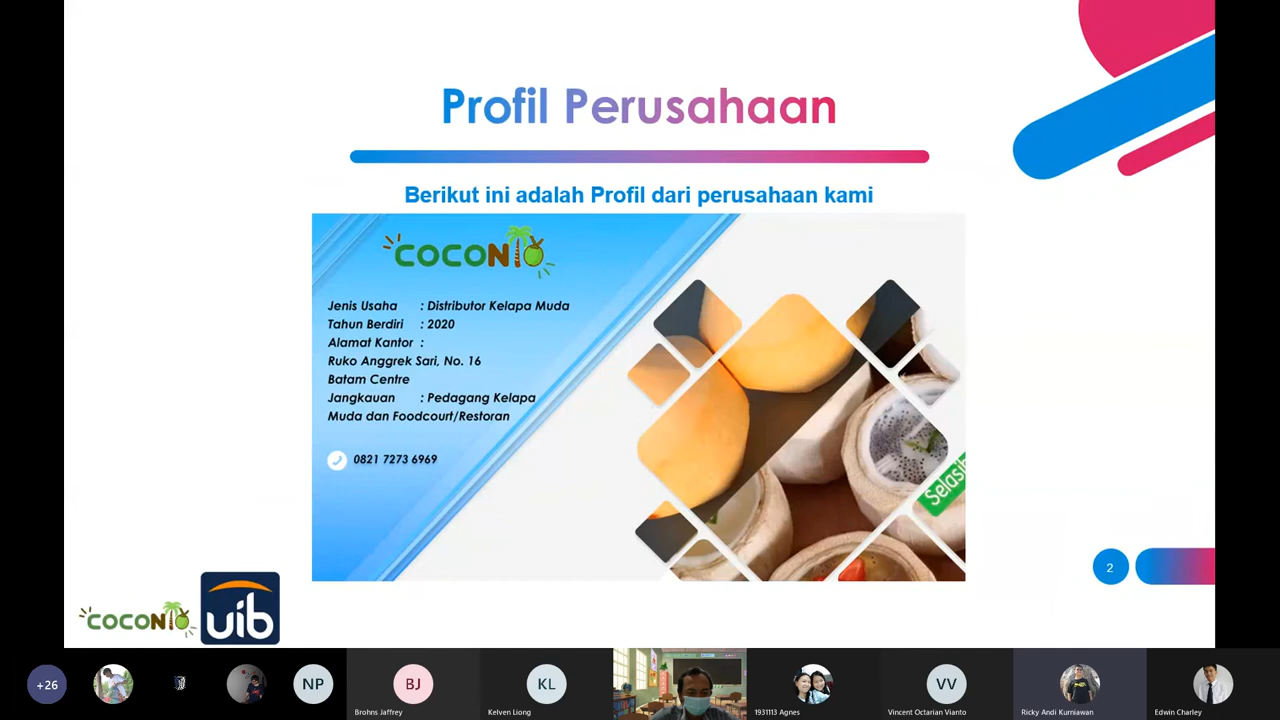 Profil Perusahaan
Berikut ini adalah Profil dari perusahaan kami
COCONIO
Jenis Usaha : Distributor Kelapa Muda
Tahun Berdiri : 2020
Alamat Kantor :
Ruko Anggrek Sari, No. 16
Batam Centre
Jangkauan : Pedagang Kelapa
Muda dan Foodcourt/Restoran
0821 7273 6969
Selasih
2
COCONIO
uib
+26
NP
BJ
Brohns Jaffrey
KL
Kelven Liong
1931113 Agnes
VV
Vincent Octarian Vianto
Ricky Andi Kurniawan
Edwin Charley